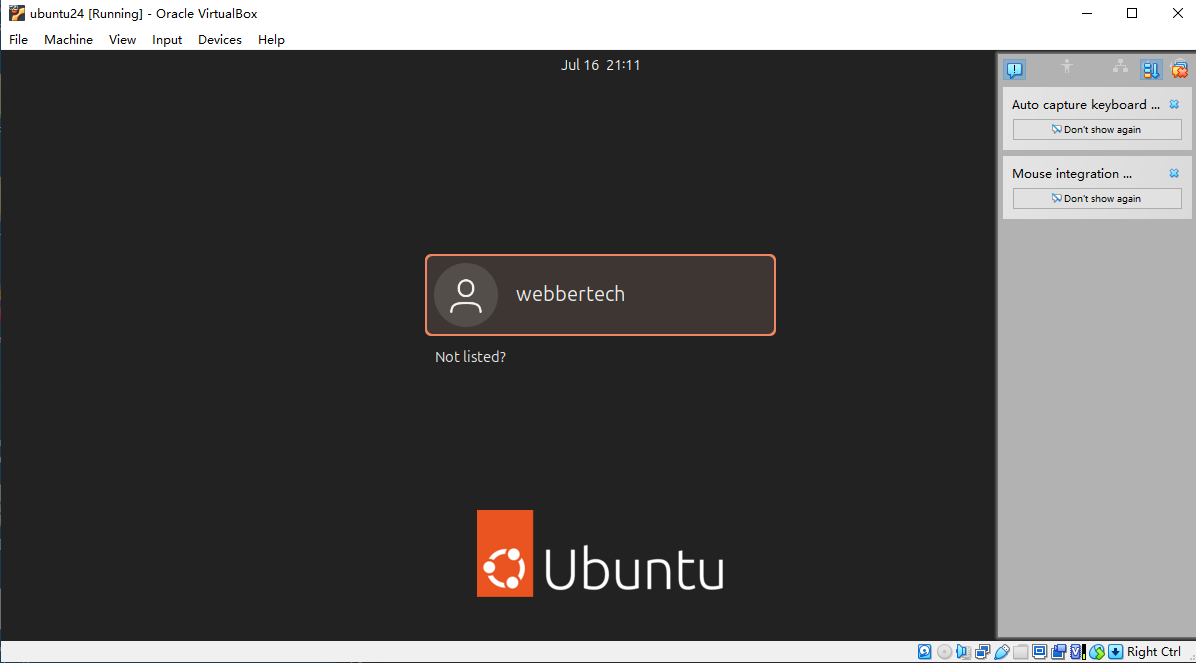 ubuntu24 [Running] - Oracle VirtualBox
File Machine View Input Devices Help
Jul 16 21:11
Auto capture keyboard ...
Don't show again
Mouse integration ...
Don't show again
webbertech
Not listed?
Ubuntu
Right Ctrl